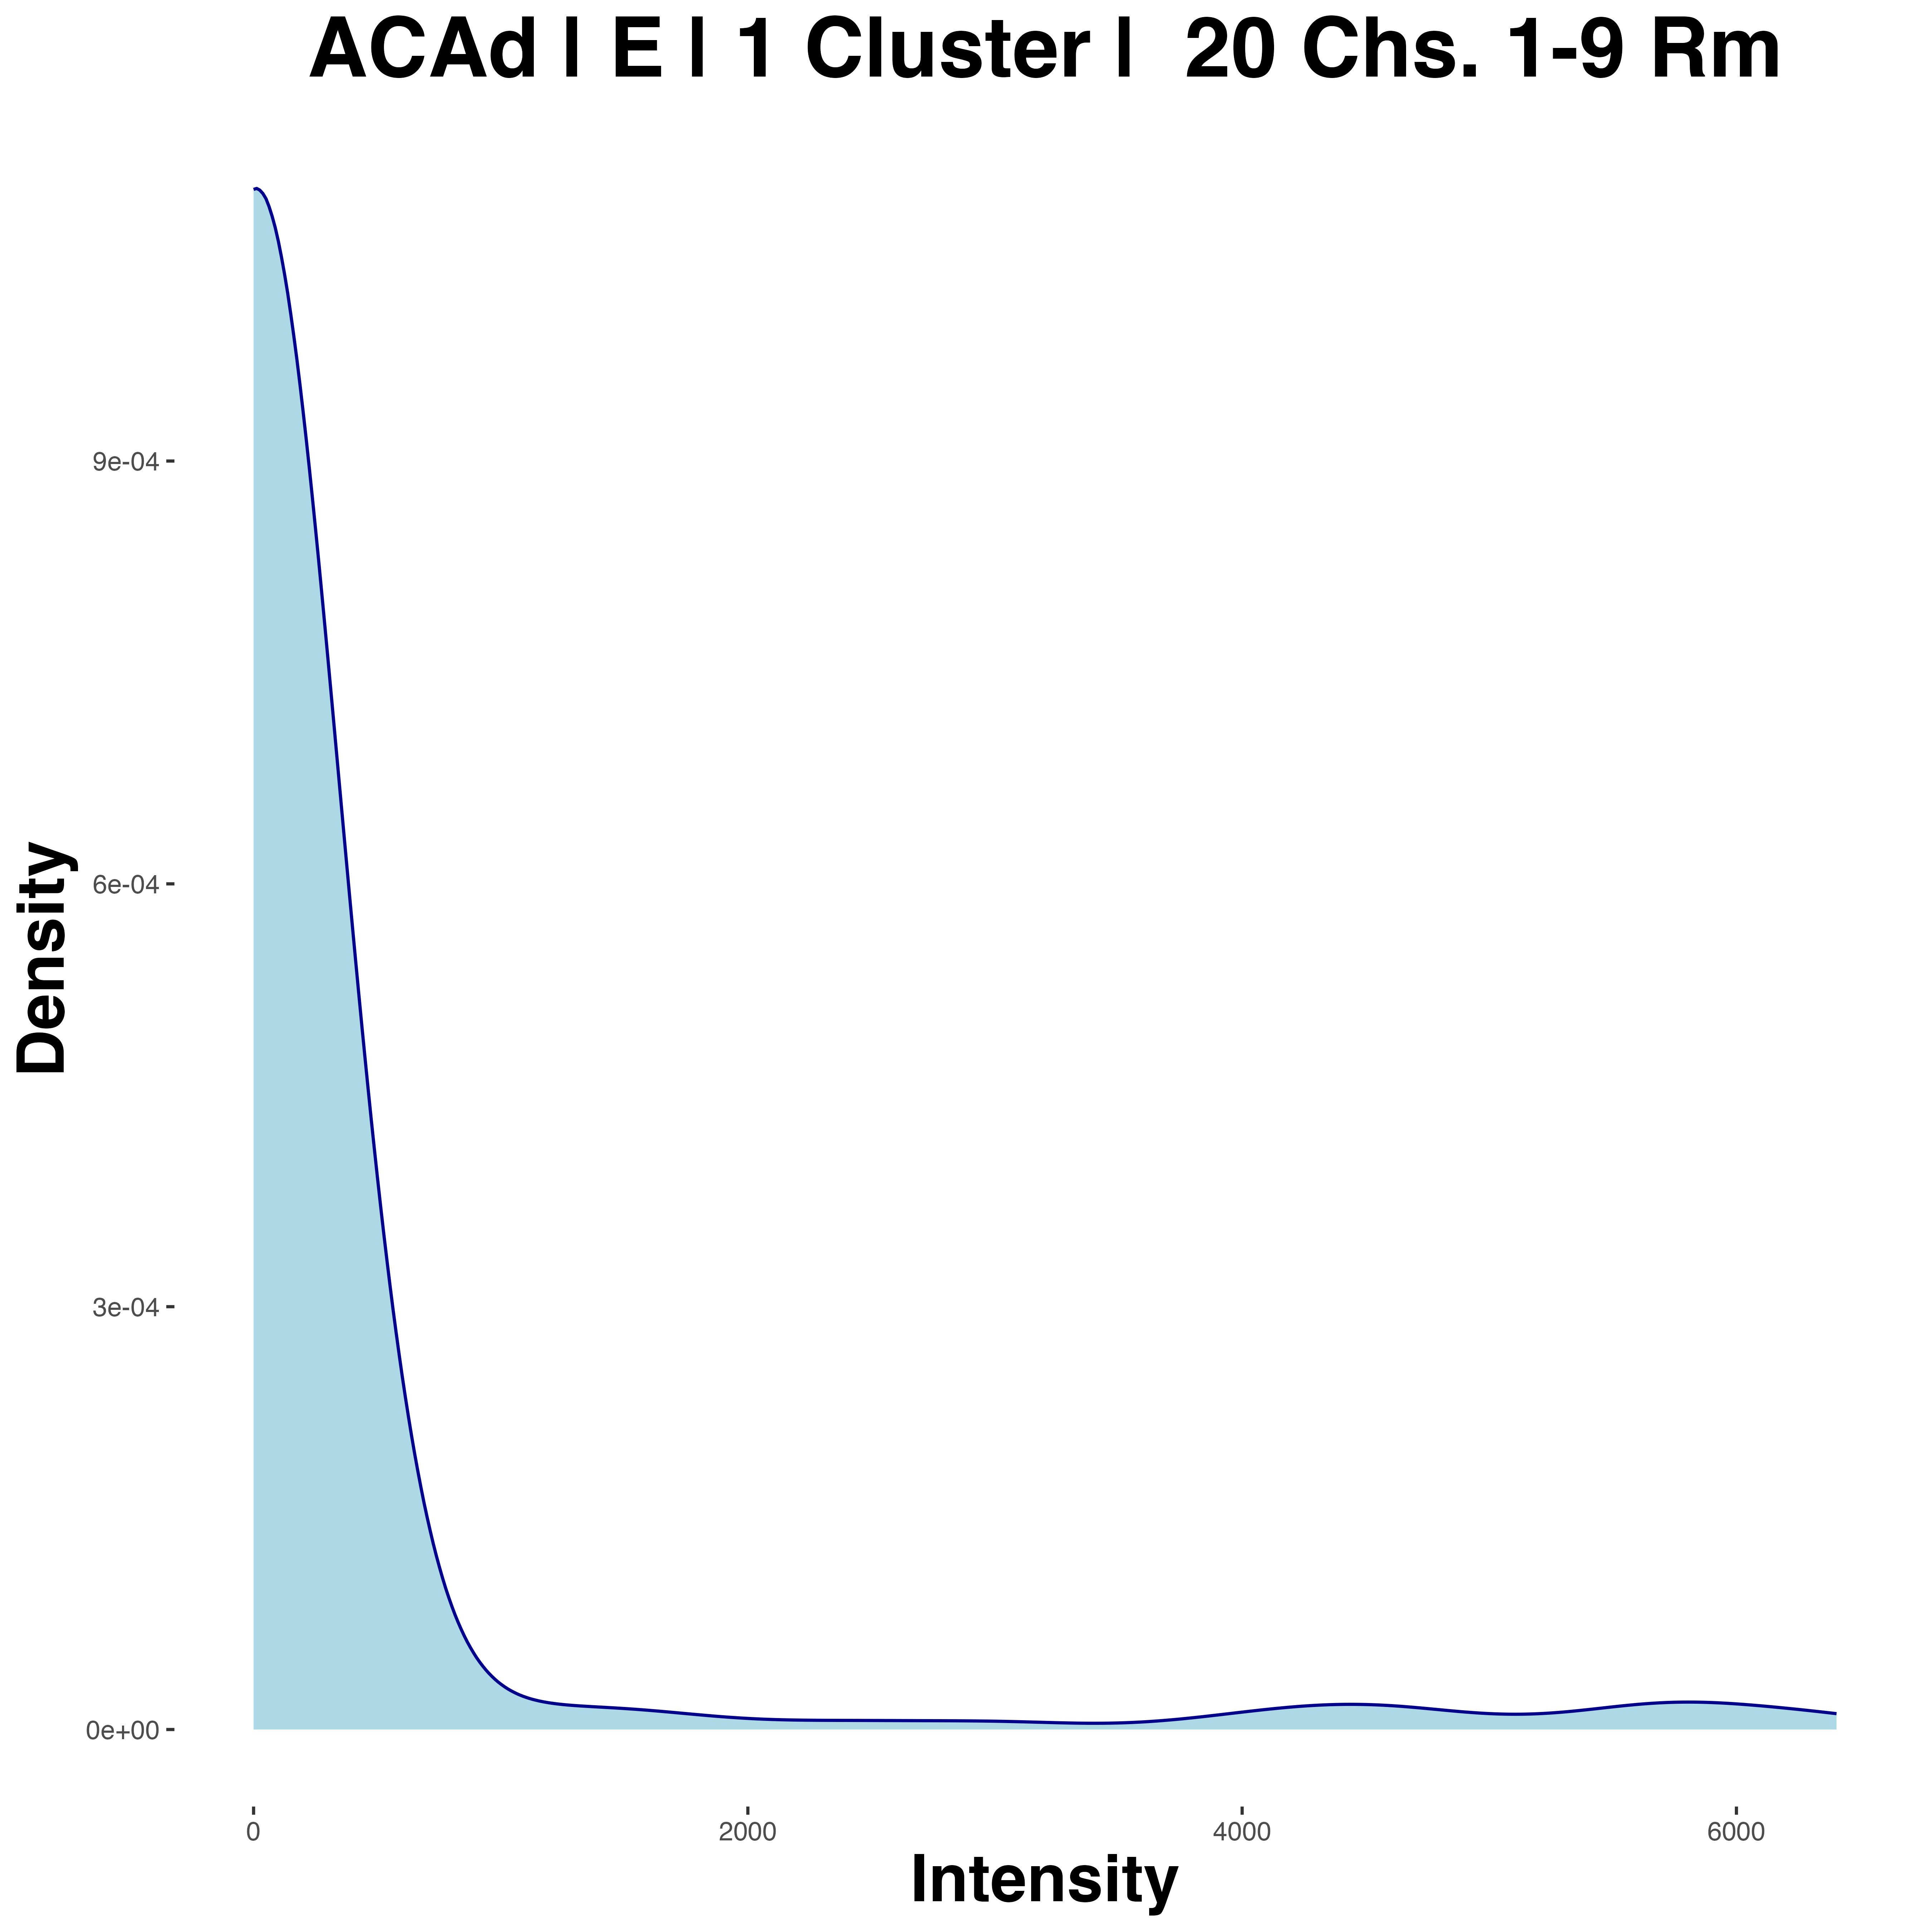 ACAd | E | 1 Cluster |  20 Chs. 1-9 Rm
Density
9e-04
6e-04
3e-04
0e+00
0
2000
4000
6000
Intensity